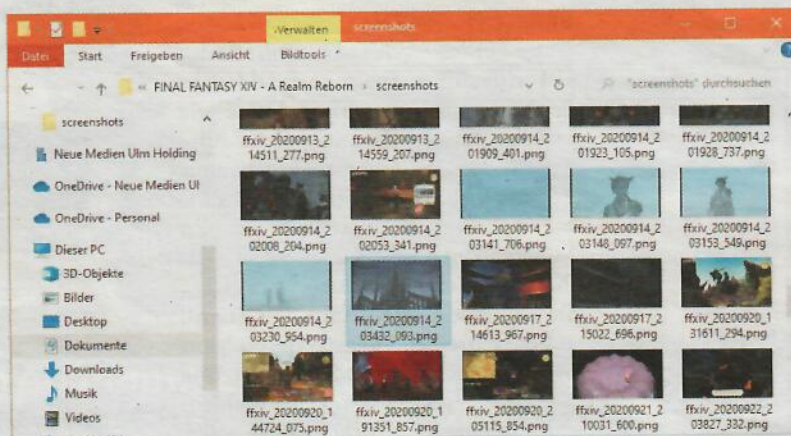 Verwalten screenshots
Datei Start Freigeben Ansicht Bildtools
« FINAL FANTASY XIV - A Realm Reborn › screenshots "screenshots" durchsuchen
screenshots
Neue Medien Ulm Holding
OneDrive - Neue Medien Ul
OneDrive - Personal
Dieser PC
3D-Objekte
Bilder
Desktop
Dokumente
Downloads
Musik
Videos
ffxiv_20200913_2 ffxiv_20200913_2 ffxiv_20200914_2 ffxiv_20200914_2 ffxiv_20200914_2
14511_277.png 14559_207.png 01909_401.png 01923_105.png 01928_737.png
ffxiv_20200914_2 ffxiv_20200914_2 ffxiv_20200914_2 ffxiv_20200914_2 ffxiv_20200914_2
02008_204.png 02053_341.png 03141_706.png 03148_097.png 03153_549.png
ffxiv_20200914_2 ffxiv_20200914_2 ffxiv_20200917_2 ffxiv_20200917_2 ffxiv_20200920_1
03230_954.png 03432_093.png 14613_967.png 15022_696.png 31611_294.png
ffxiv_20200920_1 ffxiv_20200920_1 ffxiv_20200920_2 ffxiv_20200921_2 ffxiv_20200922_2
44724_075.png 91351_857.png 05115_854.png 10031_600.png 03827_332.png